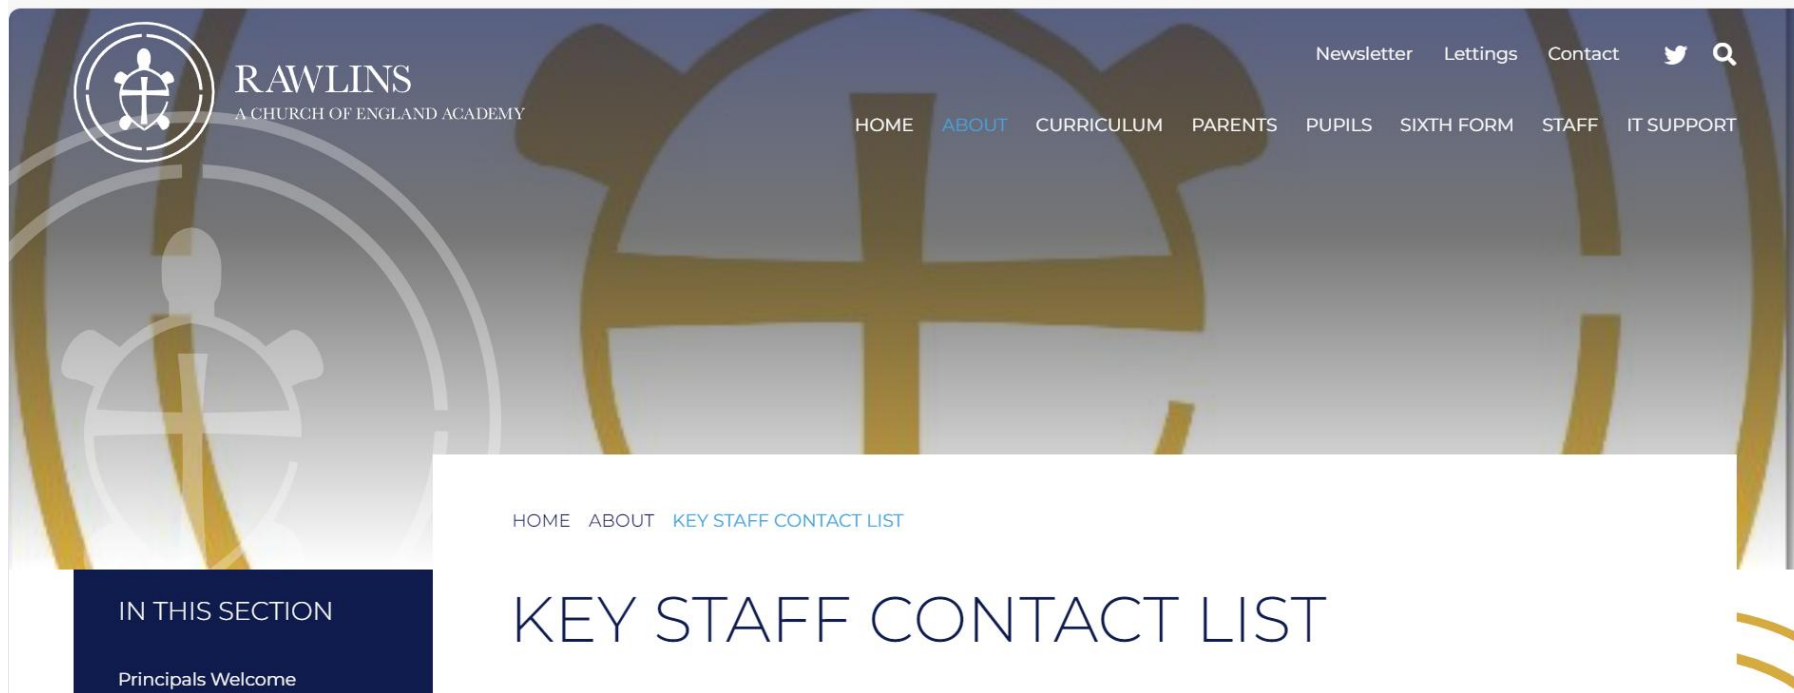 RAWLINS
A CHURCH OF ENGLAND ACADEMY
Newsletter Lettings Contact
HOME ABOUT CURRICULUM PARENTS PUPILS SIXTH FORM STAFF IT SUPPORT
HOME ABOUT KEY STAFF CONTACT LIST
KEY STAFF CONTACT LIST
IN THIS SECTION
Principals Welcome